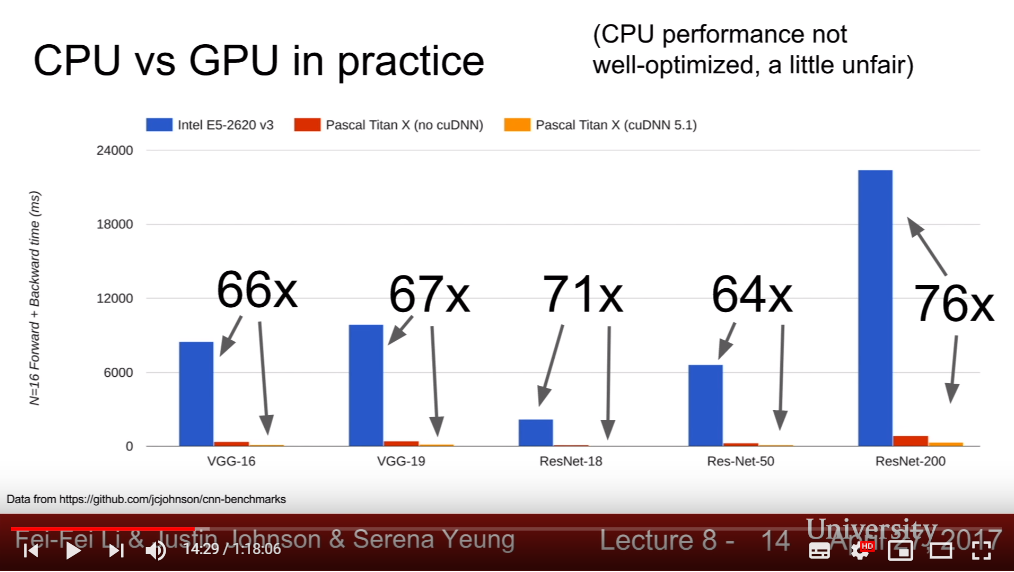 CPU vs GPU in practice
(CPU performance not
well-optimized, a little unfair)
Intel E5-2620 v3
Pascal Titan X (no cuDNN)
Pascal Titan X (cuDNN 5.1)
N=16 Forward + Backward time (ms)
24000
18000
12000
6000
0
66x
67x
71x
64x
76x
VGG-16
VGG-19
ResNet-18
Res-Net-50
ResNet-200
Data from https://github.com/jcjohnson/cnn-benchmarks
Fei-Fei Li & Justin Johnson & Serena Yeung
Lecture 8 - 14
University
April 27, 2017
14:29 / 1:18:06
HD